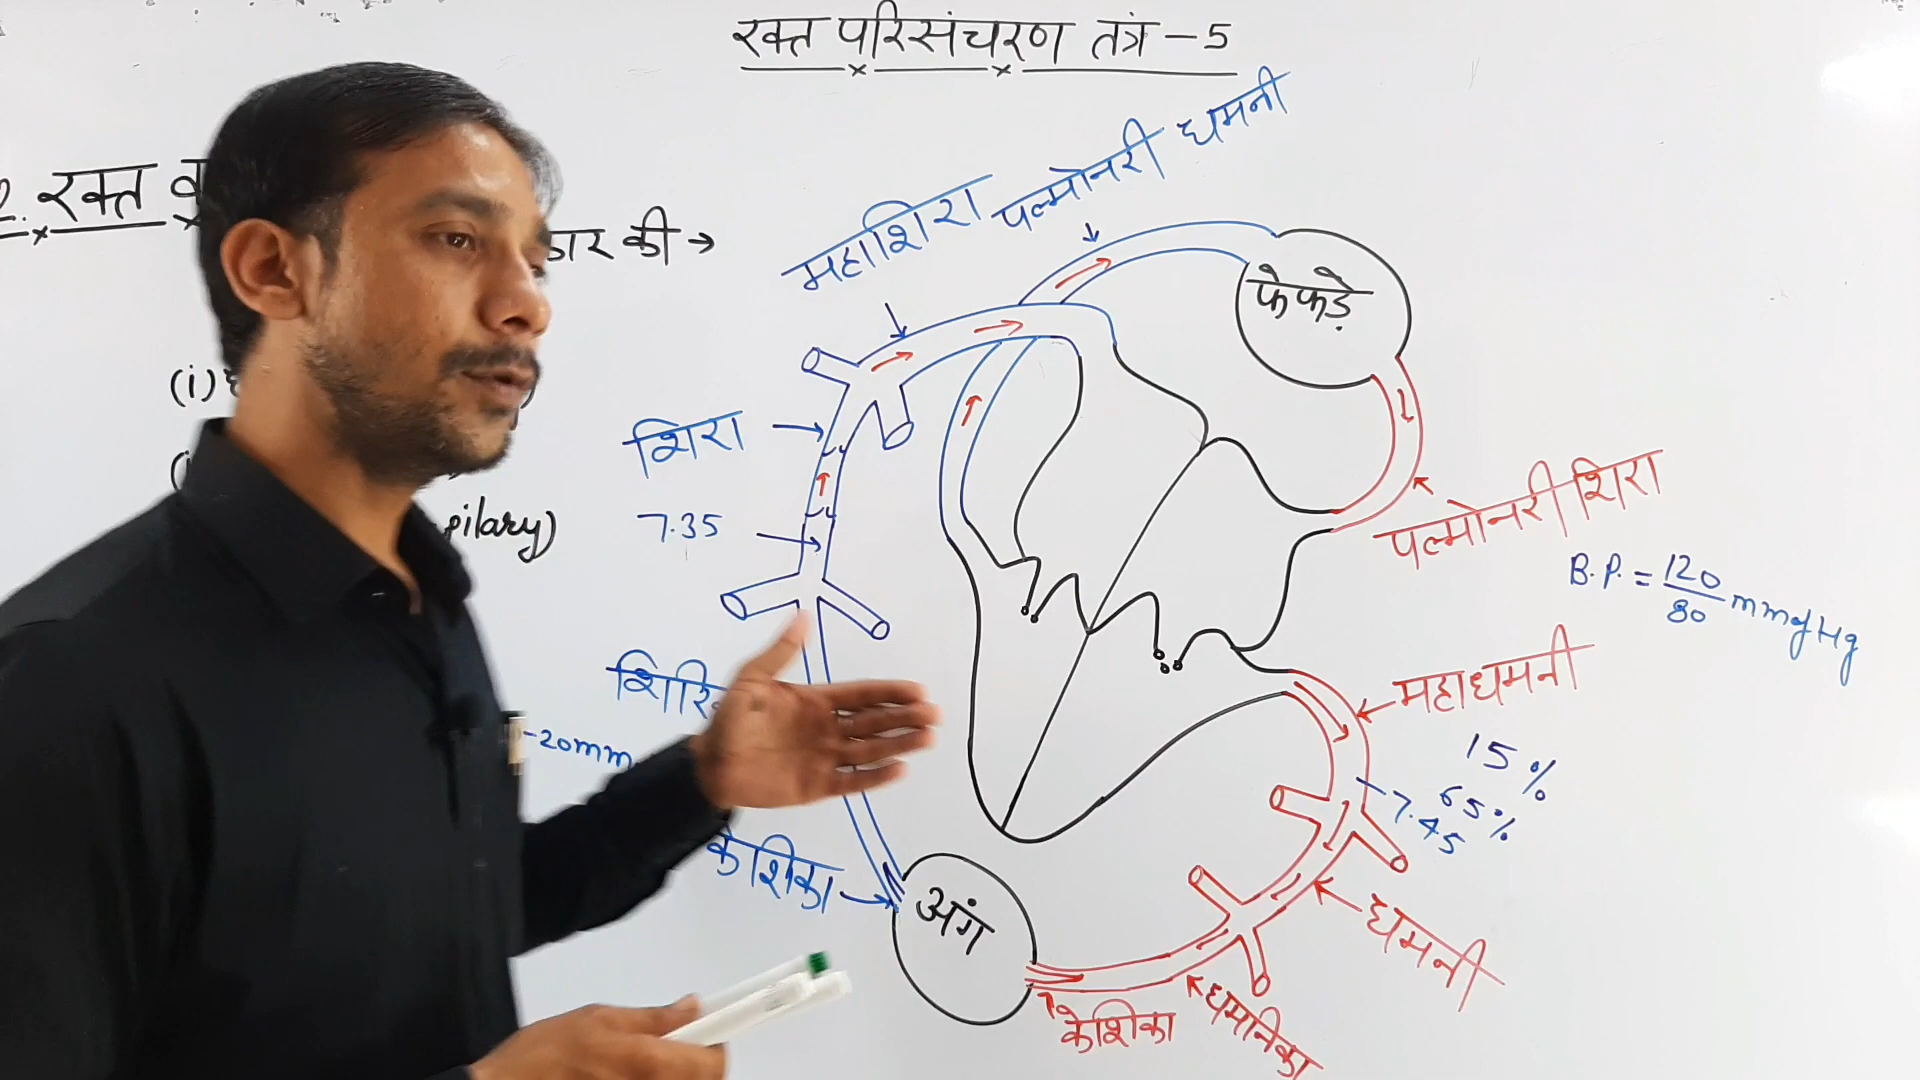 रक्त परिसंचरण तंत्र - 5
2. रक्त
की →
(i)
pilary)
महाशिरा
पल्मोनरी धमनी
फेफड़े
शिरा
7.35
पल्मोनरी शिरा
B.P. = 120/80 mmgHg
महाधमनी
15%
65%
7.45
-20mm
केशिका
अंग
धमनी
धमनिका
केशिका